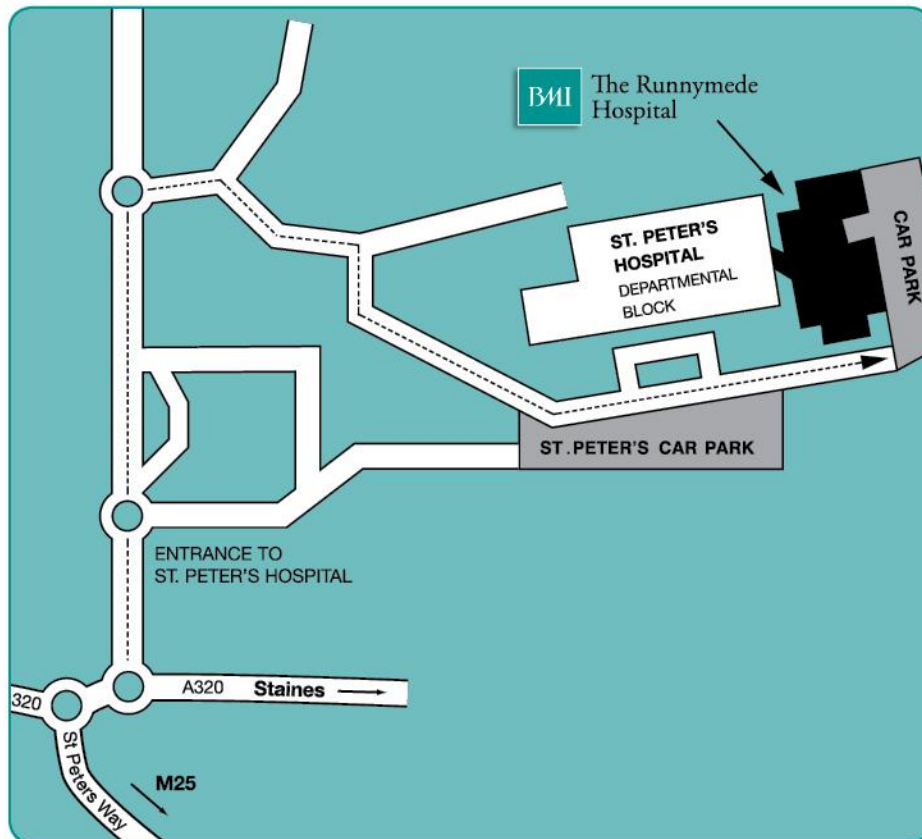 BMI
The Runnymede
Hospital
ST. PETER'S
HOSPITAL
DEPARTMENTAL
BLOCK
CAR PARK
ST.PETER'S CAR PARK
ENTRANCE TO
ST. PETER'S HOSPITAL
A320 Staines
320
St Peters Way
M25